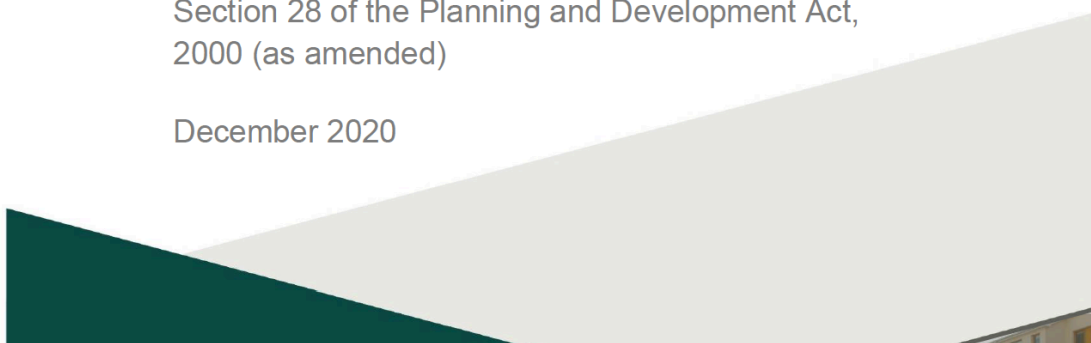 Section 28 of the Planning and Development Act,
2000 (as amended)
December 2020